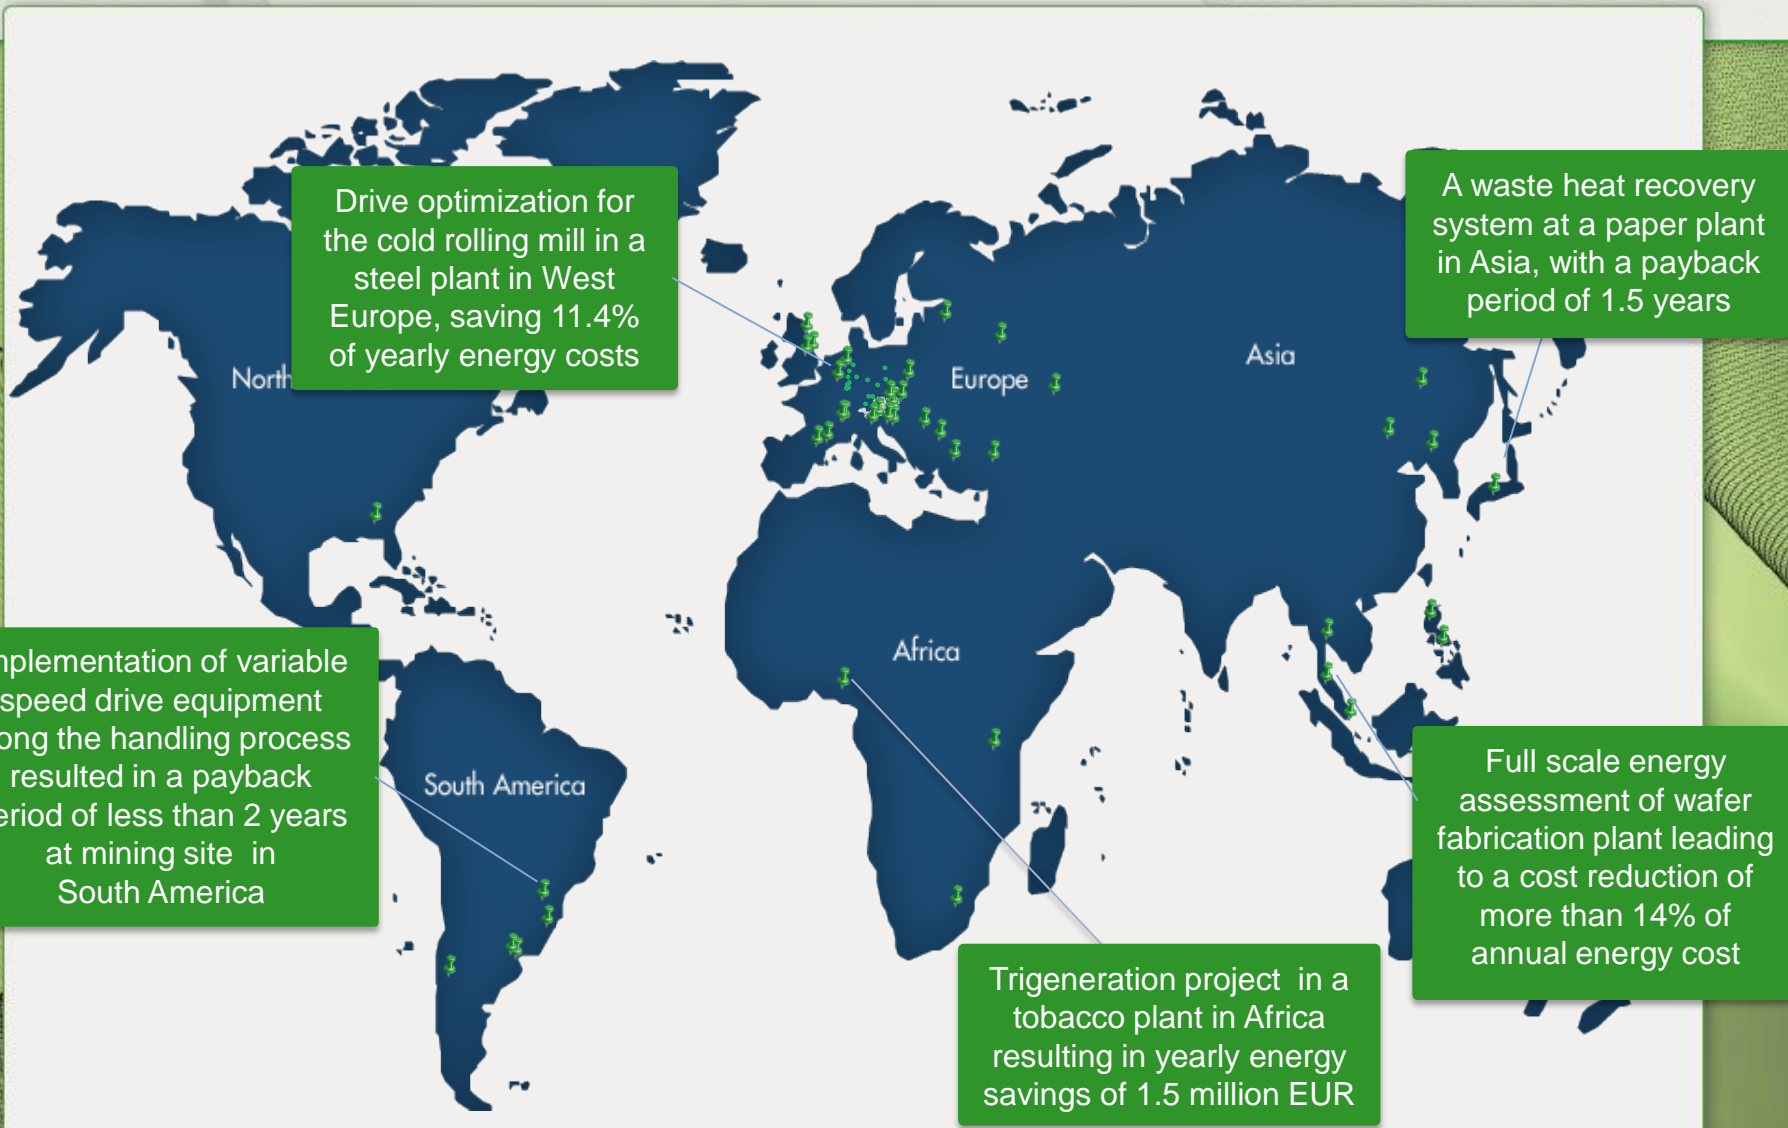 Drive optimization for
the cold rolling mill in a
steel plant in West
Europe, saving 11.4%
of yearly energy costs
A waste heat recovery
system at a paper plant
in Asia, with a payback
period of 1.5 years
North
Europe
Asia
Africa
South America
mplementation of variable
speed drive equipment
ong the handling process
resulted in a payback
eriod of less than 2 years
at mining site in
South America
Full scale energy
assessment of wafer
fabrication plant leading
to a cost reduction of
more than 14% of
annual energy cost
Trigeneration project in a
tobacco plant in Africa
resulting in yearly energy
savings of 1.5 million EUR